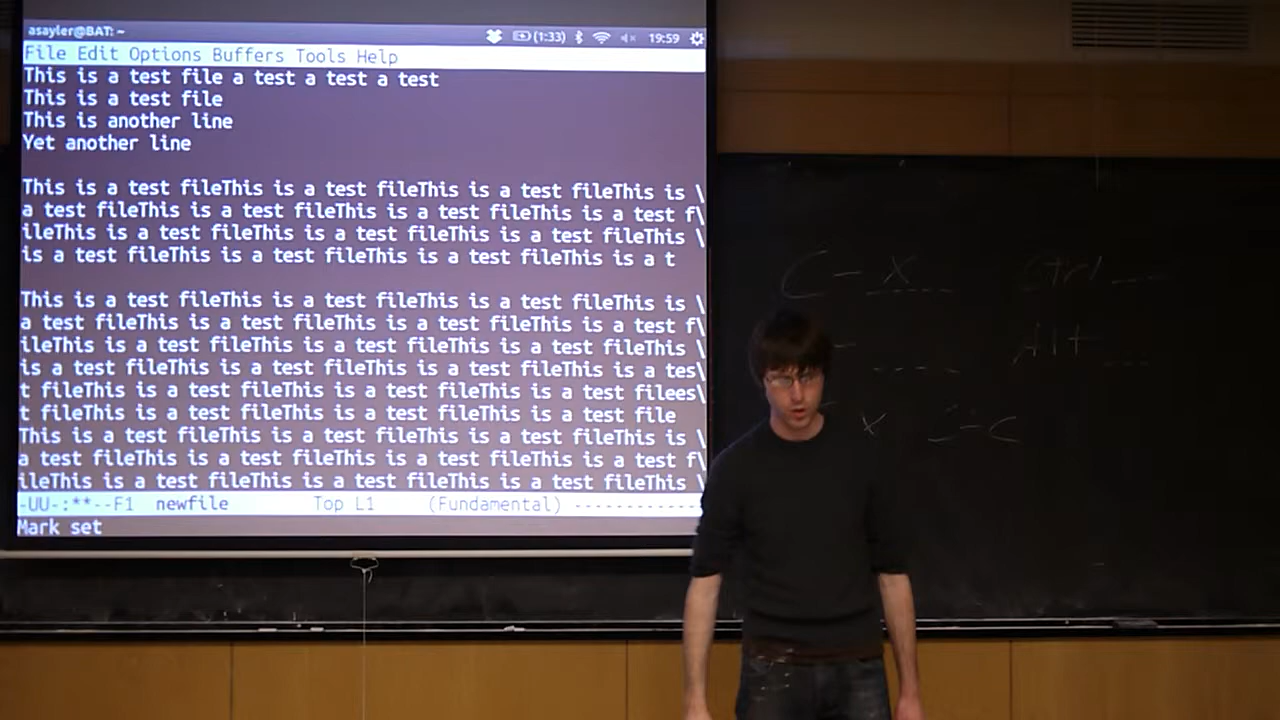 asayler@BAT: ~ (1:33) 19:59
File Edit Options Buffers Tools Help
This is a test file a test a test a test
This is a test file
This is another line
Yet another line
This is a test fileThis is a test fileThis is a test fileThis is \
a test fileThis is a test fileThis is a test fileThis is a test f\
ileThis is a test fileThis is a test fileThis is a test fileThis \
is a test fileThis is a test fileThis is a test fileThis is a t
This is a test fileThis is a test fileThis is a test fileThis is \
a test fileThis is a test fileThis is a test fileThis is a test f\
ileThis is a test fileThis is a test fileThis is a test fileThis \
is a test fileThis is a test fileThis is a test fileThis is a tes\
t fileThis is a test fileThis is a test fileThis is a test filees\
t fileThis is a test fileThis is a test fileThis is a test file
This is a test fileThis is a test fileThis is a test fileThis is \
a test fileThis is a test fileThis is a test fileThis is a test f\
ileThis is a test fileThis is a test fileThis is a test fileThis \
-UU-:**--F1 newfile Top L1 (Fundamental) ------------
Mark set
C - x Ctrl
Alt
x C-c